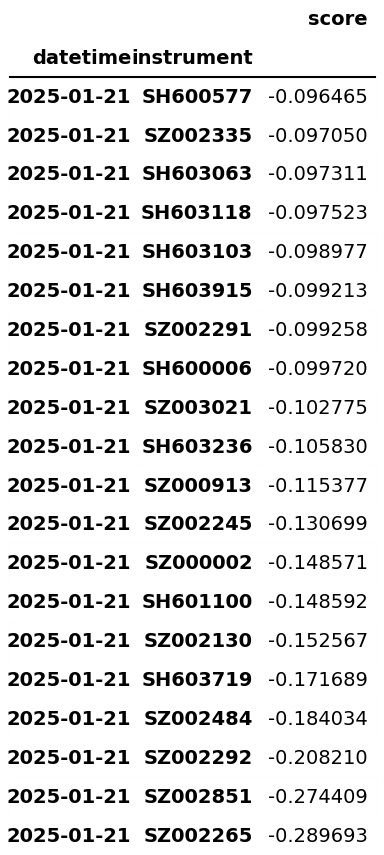 score
datetime instrument
2025-01-21 SH600577 -0.096465
2025-01-21 SZ002335 -0.097050
2025-01-21 SH603063 -0.097311
2025-01-21 SH603118 -0.097523
2025-01-21 SH603103 -0.098977
2025-01-21 SH603915 -0.099213
2025-01-21 SZ002291 -0.099258
2025-01-21 SH600006 -0.099720
2025-01-21 SZ003021 -0.102775
2025-01-21 SH603236 -0.105830
2025-01-21 SZ000913 -0.115377
2025-01-21 SZ002245 -0.130699
2025-01-21 SZ000002 -0.148571
2025-01-21 SH601100 -0.148592
2025-01-21 SZ002130 -0.152567
2025-01-21 SH603719 -0.171689
2025-01-21 SZ002484 -0.184034
2025-01-21 SZ002292 -0.208210
2025-01-21 SZ002851 -0.274409
2025-01-21 SZ002265 -0.289693